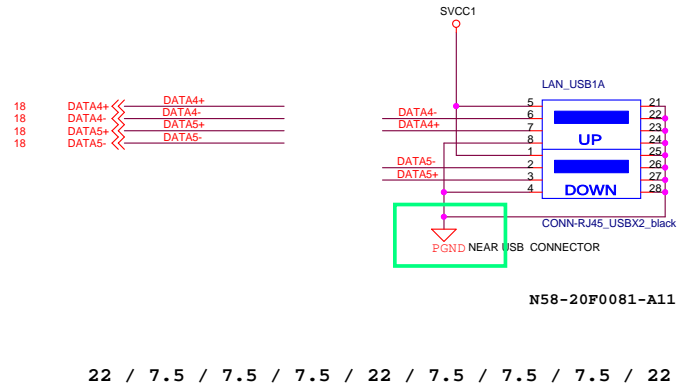 SVCC1
LAN_USB1A
18 DATA4+ DATA4+
18 DATA4- DATA4-
18 DATA5+ DATA5+
18 DATA5- DATA5-
5 21
DATA4- 6 22
DATA4+ 7 23
8 UP 24
1 25
DATA5- 2 26
DATA5+ 3 27
4 DOWN 28
CONN-RJ45_USBX2_black
PGND NEAR USB CONNECTOR
N58-20F0081-A11
22 / 7.5 / 7.5 / 7.5 / 22 / 7.5 / 7.5 / 7.5 / 22